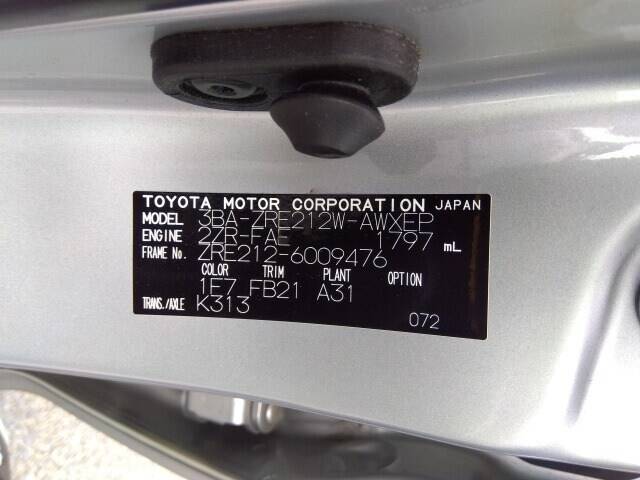 TOYOTA MOTOR CORPORATION JAPAN
MODEL 3BA-ZRE212W-AWXEP
ENGINE 2ZR-FAE 1797 mL
FRAME No. ZRE212-6009476
COLOR TRIM PLANT OPTION
1F7 FB21 A31
TRANS./AXLE K313
072